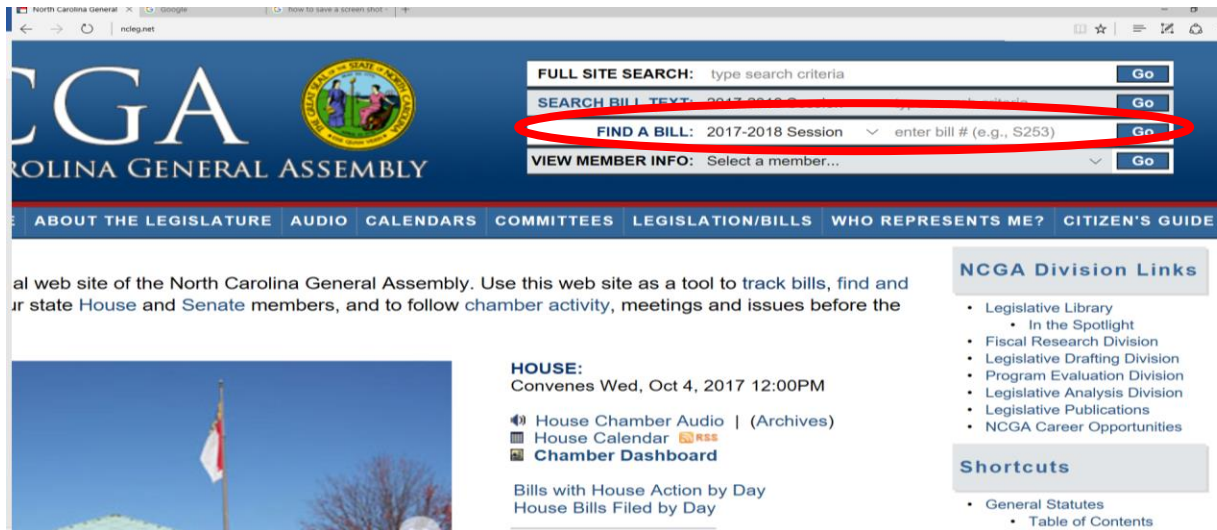 North Carolina General
Google
how to save a screen shot -
ncleg.net
CGA
FULL SITE SEARCH: type search criteria Go
SEARCH BILL TEXT: 2017-2018 Session Go
FIND A BILL: 2017-2018 Session enter bill # (e.g., S253) Go
VIEW MEMBER INFO: Select a member... Go
ROLINA GENERAL ASSEMBLY
E ABOUT THE LEGISLATURE AUDIO CALENDARS COMMITTEES LEGISLATION/BILLS WHO REPRESENTS ME? CITIZEN'S GUIDE
al web site of the North Carolina General Assembly. Use this web site as a tool to track bills, find and
ur state House and Senate members, and to follow chamber activity, meetings and issues before the
HOUSE:
Convenes Wed, Oct 4, 2017 12:00PM
House Chamber Audio | (Archives)
House Calendar RSS
Chamber Dashboard
Bills with House Action by Day
House Bills Filed by Day
NCGA Division Links
• Legislative Library
• In the Spotlight
• Fiscal Research Division
• Legislative Drafting Division
• Program Evaluation Division
• Legislative Analysis Division
• Legislative Publications
• NCGA Career Opportunities
Shortcuts
• General Statutes
• Table of Contents